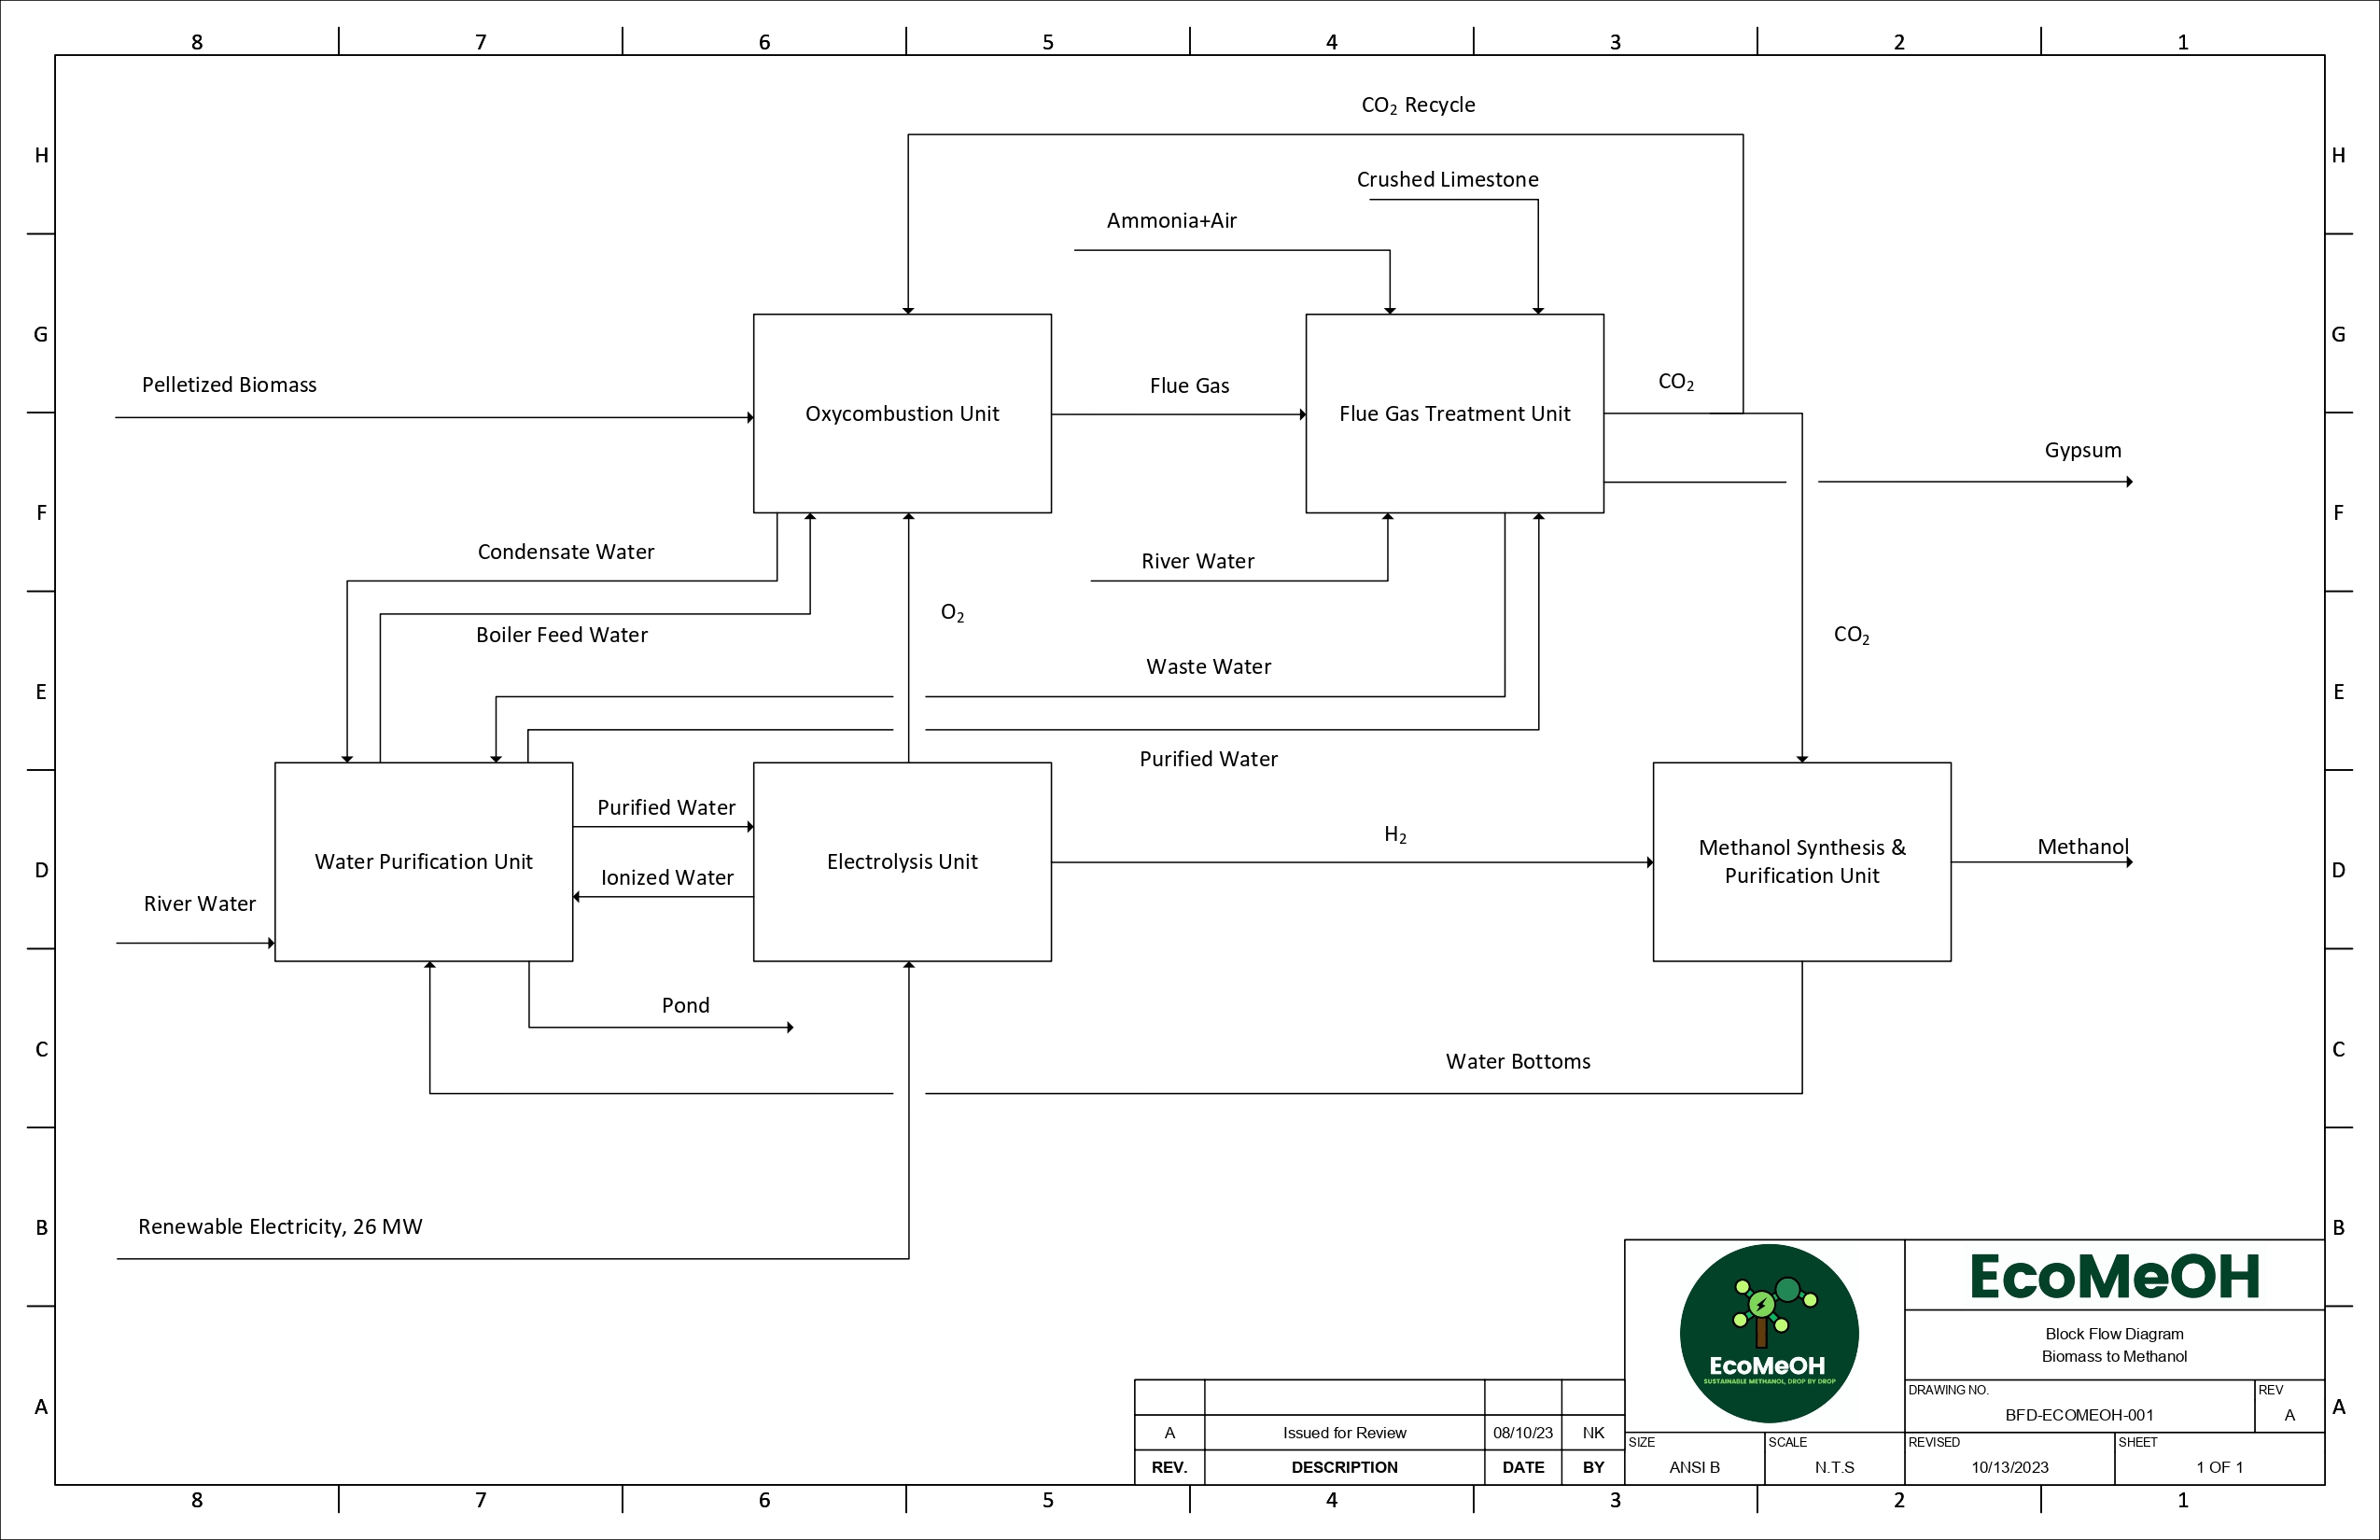 8 7 6 5 4 3 2 1
CO₂ Recycle
H H
Crushed Limestone
Ammonia+Air
G G
CO₂
Pelletized Biomass
Flue Gas
Oxycombustion Unit
Flue Gas Treatment Unit
Gypsum
F F
Condensate Water
River Water
O₂
Boiler Feed Water
CO₂
Waste Water
E E
Purified Water
Purified Water
H₂
Methanol Synthesis &
Purification Unit
Methanol
Water Purification Unit
Electrolysis Unit
D D
Ionized Water
River Water
Pond
C C
Water Bottoms
Renewable Electricity, 26 MW
B B
EcoMeOH
Block Flow Diagram
Biomass to Methanol
EcoMeOH
SUSTAINABLE METHANOL, DROP BY DROP
DRAWING NO.
BFD-ECOMEOH-001
REV
A
A A
A Issued for Review 08/10/23 NK
REV. DESCRIPTION DATE BY
SIZE
ANSI B
SCALE
N.T.S
REVISED
10/13/2023
SHEET
1 OF 1
8 7 6 5 4 3 2 1